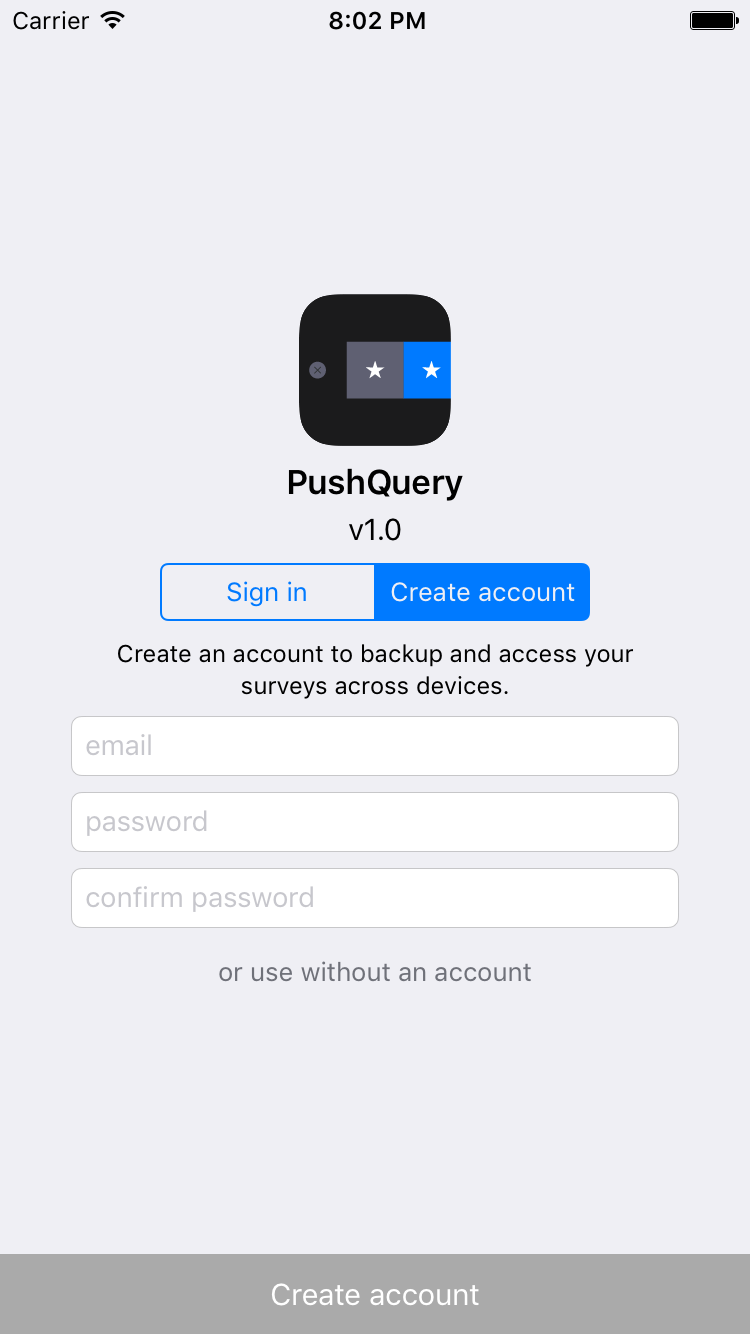 Carrier 8:02 PM
PushQuery
v1.0
Sign in Create account
Create an account to backup and access your
surveys across devices.
email
password
confirm password
or use without an account
Create account